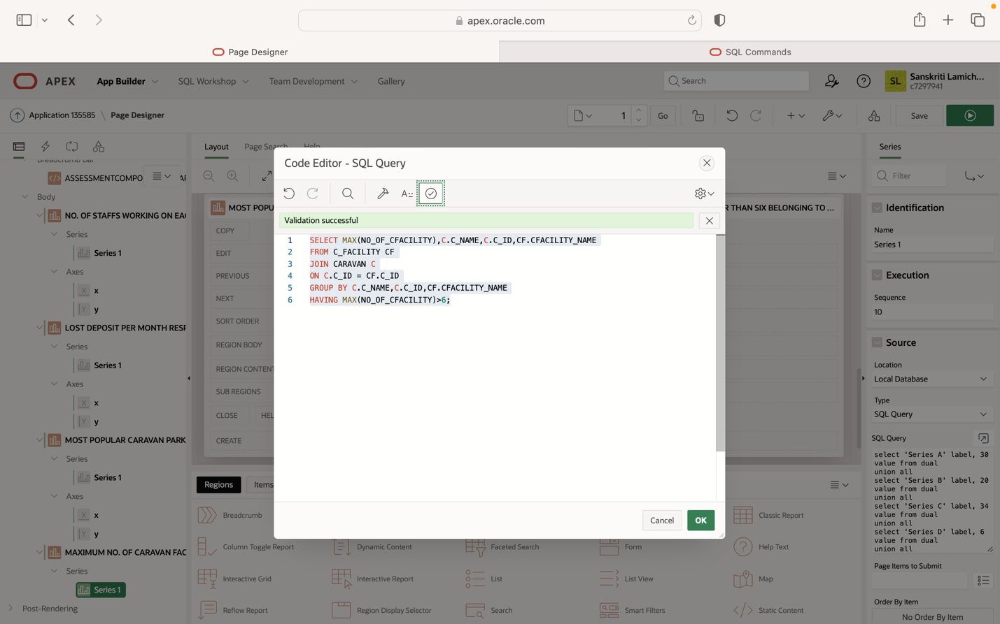 apex.oracle.com
Page Designer
SQL Commands
APEX
App Builder
SQL Workshop
Team Development
Gallery
Search
SL
Sanskriti Lamich...
c7297941
Application 135585 \ Page Designer
1
Go
Save
Layout
Page Search
Help
Series
Breadcrumb Bar
ASSESSMENTCOMPO
Body
NO. OF STAFFS WORKING ON EA
Series
Series 1
Axes
x
y
LOST DEPOSIT PER MONTH RESP
Series
Series 1
Axes
x
y
MOST POPULAR CARAVAN PARK
Series
Series 1
Axes
x
y
MAXIMUM NO. OF CARAVAN FAC
Series
Series 1
Post-Rendering
MOST POPU
R THAN SIX BELONGING TO ...
COPY
EDIT
PREVIOUS
NEXT
SORT ORDER
REGION BODY
REGION CONTENT
SUB REGIONS
CLOSE
HEL
CREATE
Code Editor - SQL Query
Validation successful
1 SELECT MAX(NO_OF_CFACILITY),C.C_NAME,C.C_ID,CF.CFACILITY_NAME
2 FROM C_FACILITY CF
3 JOIN CARAVAN C
4 ON C.C_ID = CF.C_ID
5 GROUP BY C.C_NAME,C.C_ID,CF.CFACILITY_NAME
6 HAVING MAX(NO_OF_CFACILITY)>6;
Cancel
OK
Regions
Items
Breadcrumb
Classic Report
Column Toggle Report
Dynamic Content
Faceted Search
Form
Help Text
Interactive Grid
Interactive Report
List
List View
Map
Reflow Report
Region Display Selector
Search
Smart Filters
Static Content
Filter
Identification
Name
Series 1
Execution
Sequence
10
Source
Location
Local Database
Type
SQL Query
SQL Query
select 'Series A' label, 30
value from dual
union all
select 'Series B' label, 20
value from dual
union all
select 'Series C' label, 34
value from dual
union all
select 'Series D' label, 6
value from dual
union all
Page Items to Submit
Order By Item
No Order By Item